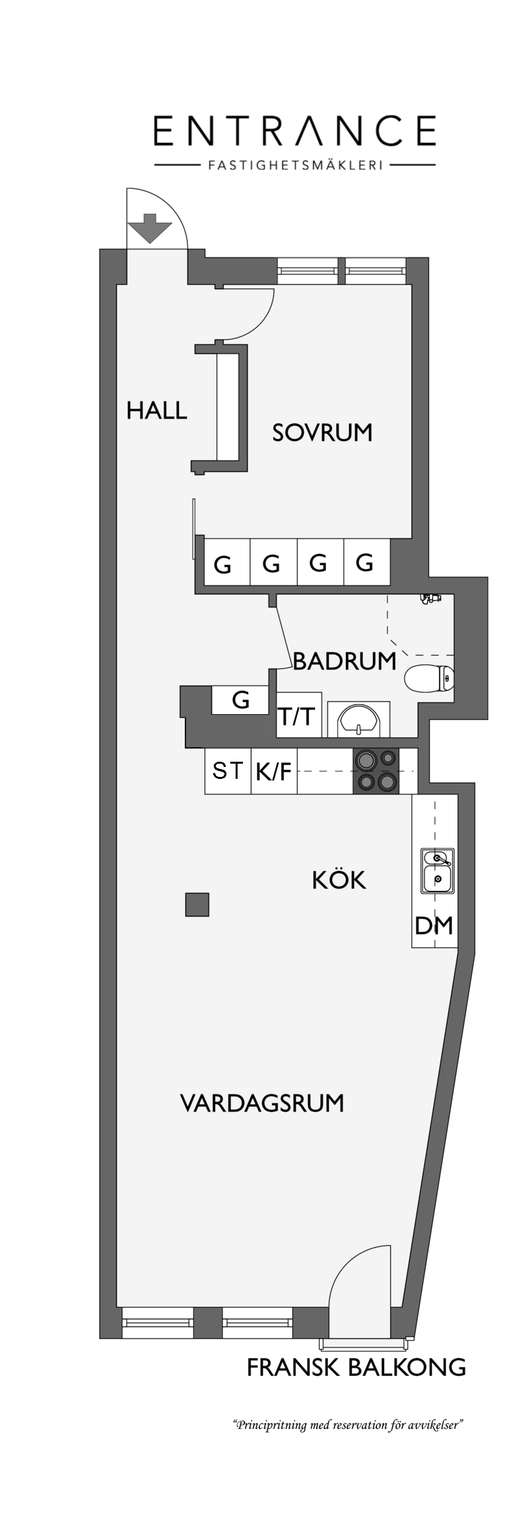 ENTRANCE
FASTIGHETSMÄKLERI
HALL
SOVRUM
G G G G
BADRUM
G
T/T
ST K/F
KÖK
DM
VARDAGSRUM
FRANSK BALKONG
“Principritning med reservation för avvikelser”